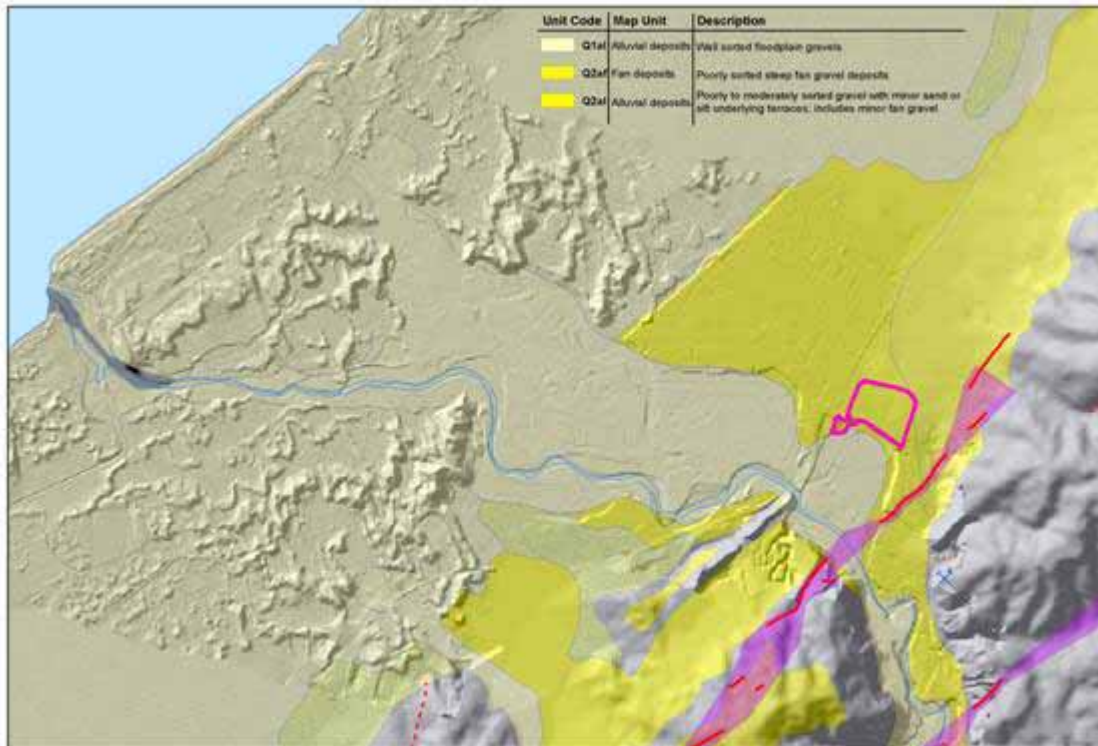 Unit Code Map Unit Description
Q1al Alluvial deposits Well sorted floodplain gravels
Q2af Fan deposits Poorly sorted steep fan gravel deposits
Q2al Alluvial deposits Poorly to moderately sorted gravel with minor sand or
silt underlying terraces; includes minor fan gravel